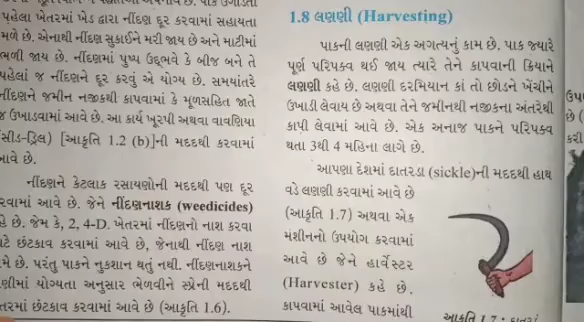 પહેલા ખેતરમાં ખેડ દ્વારા નીંદણ દૂર કરવામાં સહાયતા
મળે છે. એનાથી નીંદણ સુકાઈને મરી જાય છે અને માટીમાં
ભળી જાય છે. નીંદણમાં પુષ્પ ઉદ્ભવે કે બીજ બને તે
પહેલાં જ નીંદણને દૂર કરવું એ યોગ્ય છે. સમયાંતરે
નીંદણને જમીન નજીકથી કાપવામાં કે મૂળસહિત જાતે
જ ઉખાડવામાં આવે છે. આ કાર્ય ખૂરપી અથવા વાવણિયા
(સીડ-ડ્રિલ) [આકૃતિ 1.2 (b)]ની મદદથી કરવામાં
આવે છે.
નીંદણને કેટલાક રસાયણોની મદદથી પણ દૂર
કરવામાં આવે છે. જેને નીંદણનાશક (weedicides)
કહે છે. જેમ કે, 2, 4-D. ખેતરમાં નીંદણનો નાશ કરવા
માટે છંટકાવ કરવામાં આવે છે, જેનાથી નીંદણ નાશ
પામે છે. પરંતુ પાકને નુકશાન થતું નથી. નીંદણનાશકને
પાણીમાં યોગ્યતા અનુસાર ભેળવીને સ્પ્રેની મદદથી
ખેતરમાં છંટકાવ કરવામાં આવે છે (આકૃતિ 1.6).
1.8 લણણી (Harvesting)
પાકની લણણી એક અગત્યનું કામ છે. પાક જ્યારે
પૂર્ણ પરિપક્વ થઈ જાય ત્યારે તેને કાપવાની ક્રિયાને
લણણી કહે છે. લણણી દરમિયાન કાં તો છોડને ખેંચીને
ઉખાડી લેવાય છે અથવા તેને જમીનથી નજીકના અંતરેથી
કાપી લેવામાં આવે છે. એક અનાજ પાકને પરિપક્વ
થતા 3થી 4 મહિના લાગે છે.
આપણા દેશમાં દાતરડા (sickle)ની મદદથી હાથ
વડે લણણી કરવામાં આવે છે
(આકૃતિ 1.7) અથવા એક
મશીનનો ઉપયોગ કરવામાં
આવે છે જેને હાર્વેસ્ટર
(Harvester) કહે છે.
કાપવામાં આવેલ પાકમાંથી
આકૃતિ 1.7 : દાતરડું